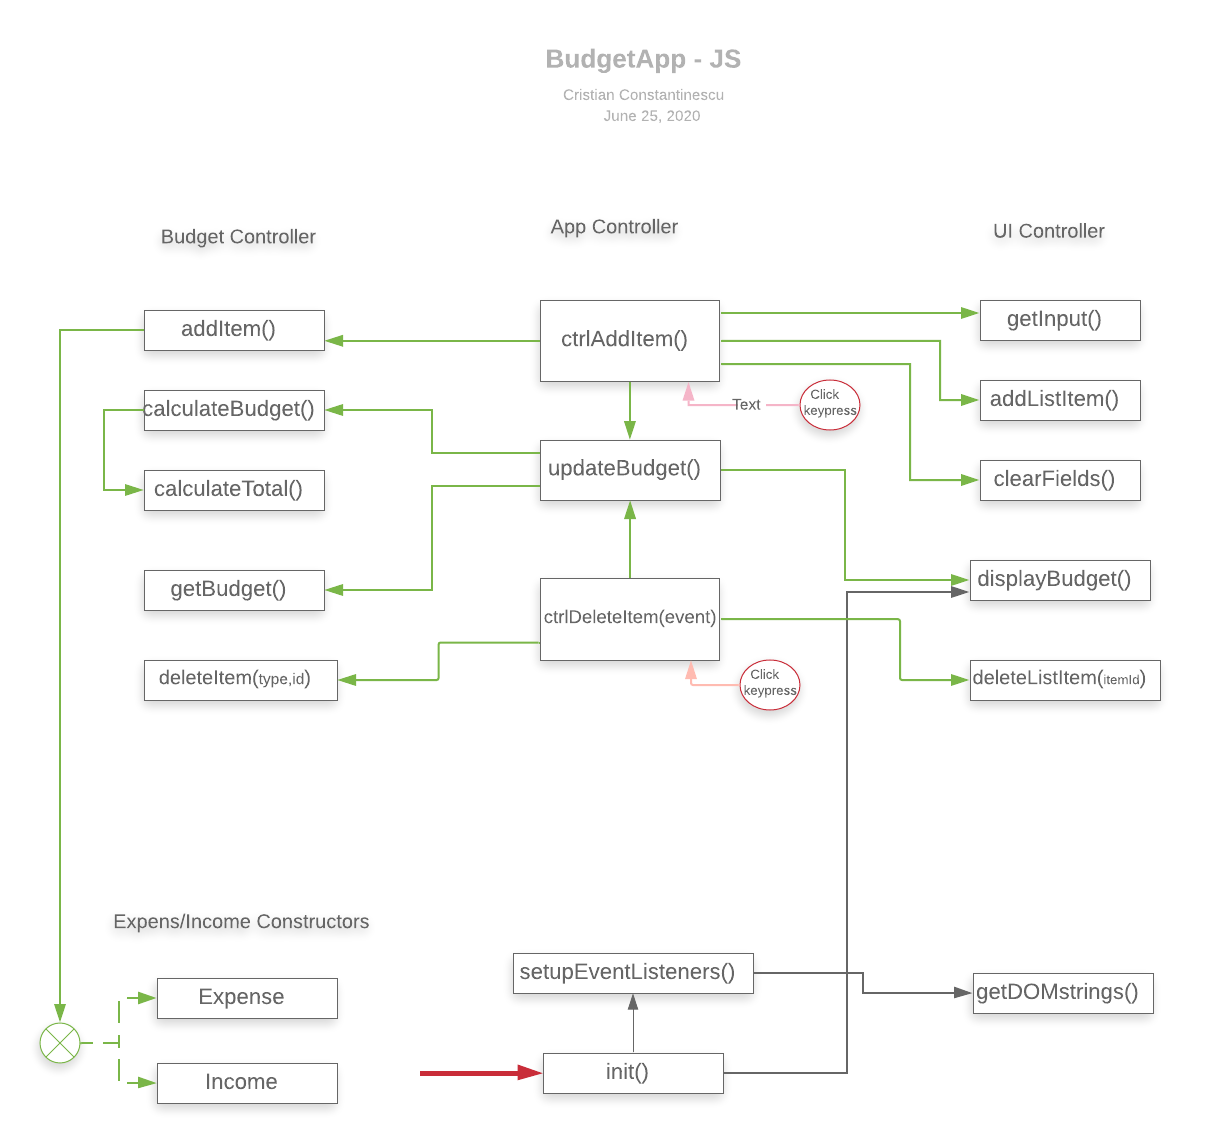 BudgetApp - JS
Cristian Constantinescu
June 25, 2020
Budget Controller
App Controller
UI Controller
addItem()
calculateBudget()
calculateTotal()
getBudget()
deleteItem(type,id)
ctrlAddItem()
Text
Click
keypress
updateBudget()
ctrlDeleteItem(event)
Click
keypress
getInput()
addListItem()
clearFields()
displayBudget()
deleteListItem(itemId)
Expens/Income Constructors
Expense
Income
setupEventListeners()
init()
getDOMstrings()